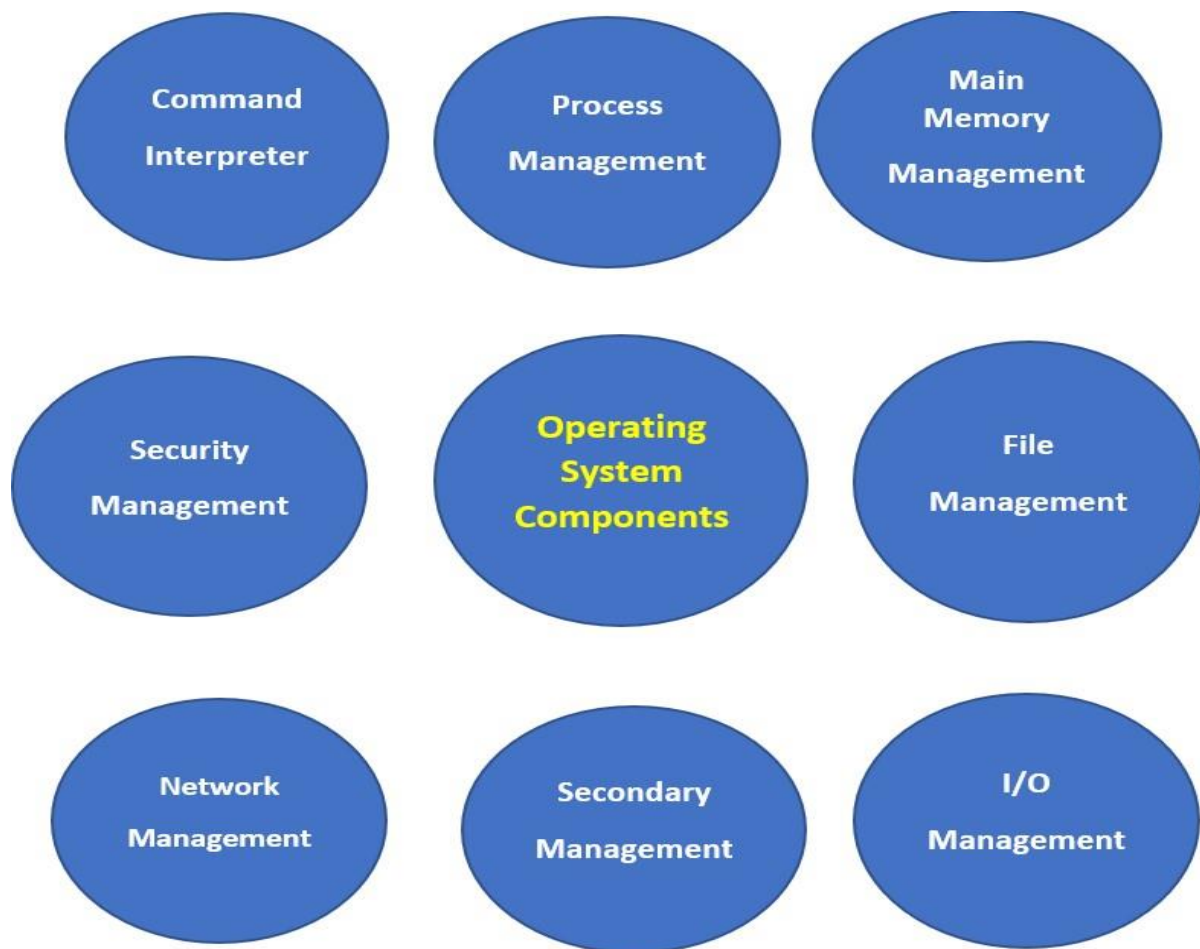 Command
Interpreter
Process
Management
Main
Memory
Management
Security
Management
Operating
System
Components
File
Management
Network
Management
Secondary
Management
I/O
Management